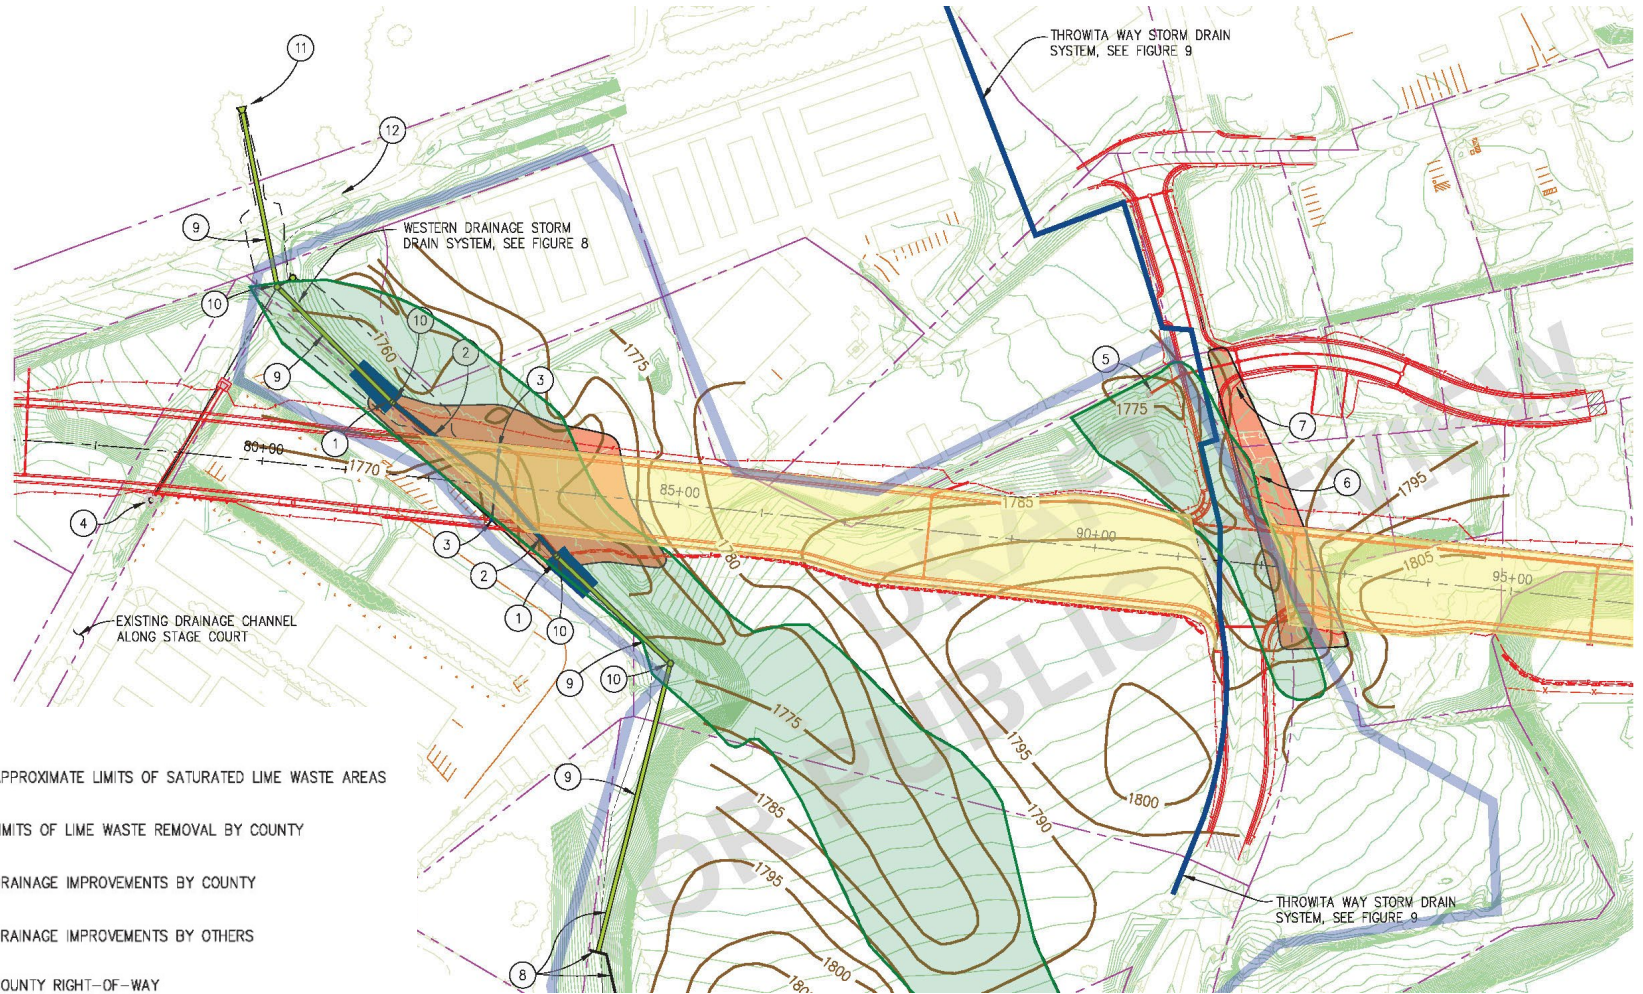 11
THROWITA WAY STORM DRAIN
SYSTEM, SEE FIGURE 9
12
9
WESTERN DRAINAGE STORM
DRAIN SYSTEM, SEE FIGURE 8
10
10
1760
2
1775
9
3
5
1775
7
1
80+00
1770
85+00
1785
6
1795
4
3
90+00
1780
1805
95+00
2
1
10
EXISTING DRAINAGE CHANNEL
ALONG STAGE COURT
9
10
1775
1795
DRAFT
OR PUBLIC REVIEW
9
1785
1800
1790
1795
PPROXIMATE LIMITS OF SATURATED LIME WASTE AREAS
IMITS OF LIME WASTE REMOVAL BY COUNTY
RAINAGE IMPROVEMENTS BY COUNTY
RAINAGE IMPROVEMENTS BY OTHERS
OUNTY RIGHT-OF-WAY
THROWITA WAY STORM DRAIN
SYSTEM, SEE FIGURE 9
8
1800